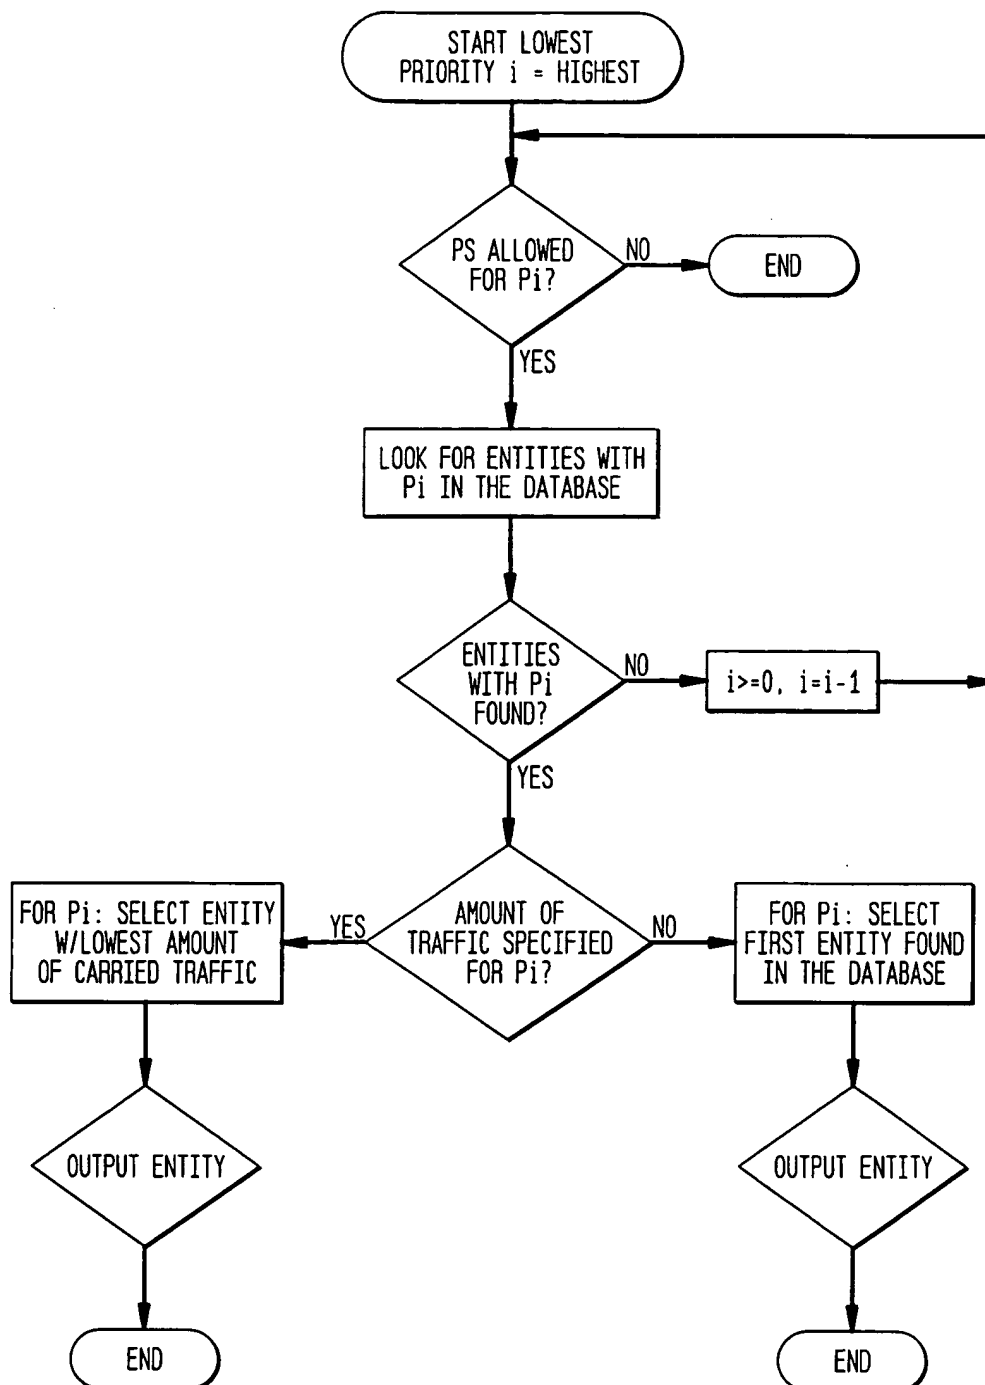 START LOWEST
PRIORITY i = HIGHEST
PS ALLOWED
FOR Pi?
NO
END
YES
LOOK FOR ENTITIES WITH
Pi IN THE DATABASE
ENTITIES
WITH Pi
FOUND?
NO
i>=0, i=i-1
YES
FOR Pi: SELECT ENTITY
W/LOWEST AMOUNT
OF CARRIED TRAFFIC
YES
AMOUNT OF
TRAFFIC SPECIFIED
FOR Pi?
NO
FOR Pi: SELECT
FIRST ENTITY FOUND
IN THE DATABASE
OUTPUT ENTITY
OUTPUT ENTITY
END
END